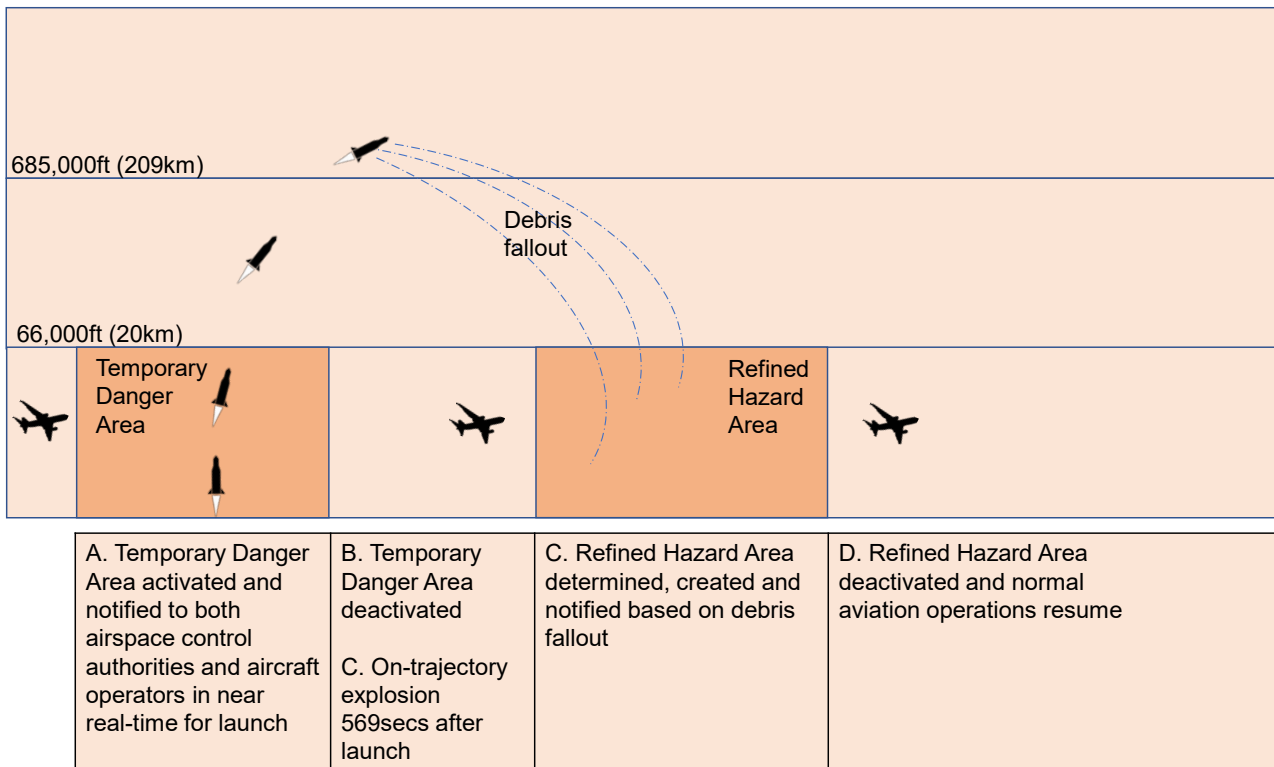 685,000ft (209km)
Debris
fallout
66,000ft (20km)
Temporary
Danger
Area
Refined
Hazard
Area
A. Temporary Danger
Area activated and
notified to both
airspace control
authorities and aircraft
operators in near
real-time for launch
B. Temporary
Danger Area
deactivated
C. On-trajectory
explosion
569secs after
launch
C. Refined Hazard Area
determined, created and
notified based on debris
fallout
D. Refined Hazard Area
deactivated and normal
aviation operations resume